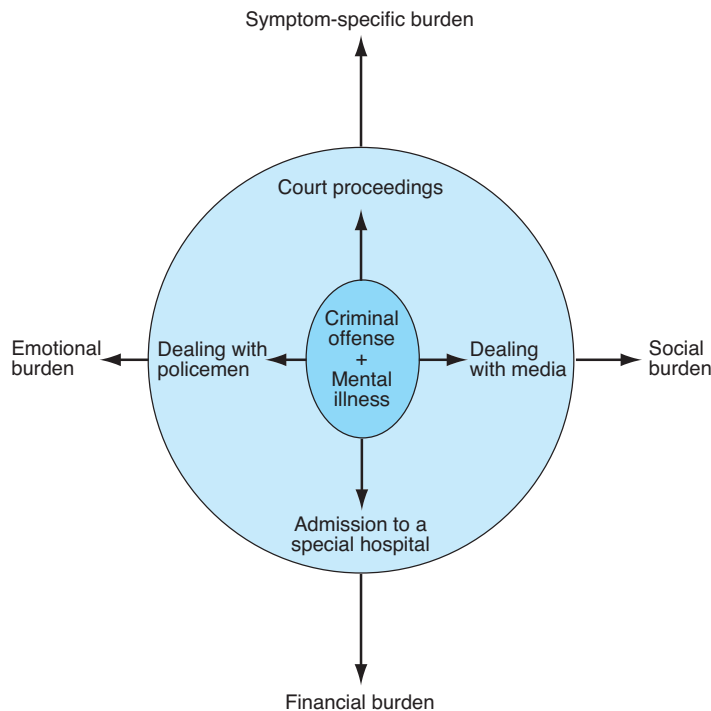 Symptom-specific burden
Court proceedings
Criminal
offense
+
Mental
illness
Emotional
burden
Dealing with
policemen
Dealing
with media
Social
burden
Admission to a
special hospital
Financial burden